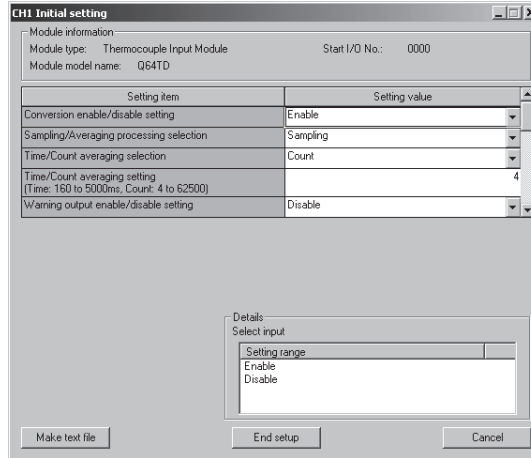 CH1 Initial setting
Module information
Module type: Thermocouple Input Module Start I/O No.: 0000
Module model name: Q64TD
Setting item Setting value
Conversion enable/disable setting Enable
Sampling/Averaging processing selection Sampling
Time/Count averaging selection Count
Time/Count averaging setting
(Time: 160 to 5000ms, Count: 4 to 62500) 4
Warning output enable/disable setting Disable
Details
Select input
Setting range
Enable
Disable
Make text file End setup Cancel